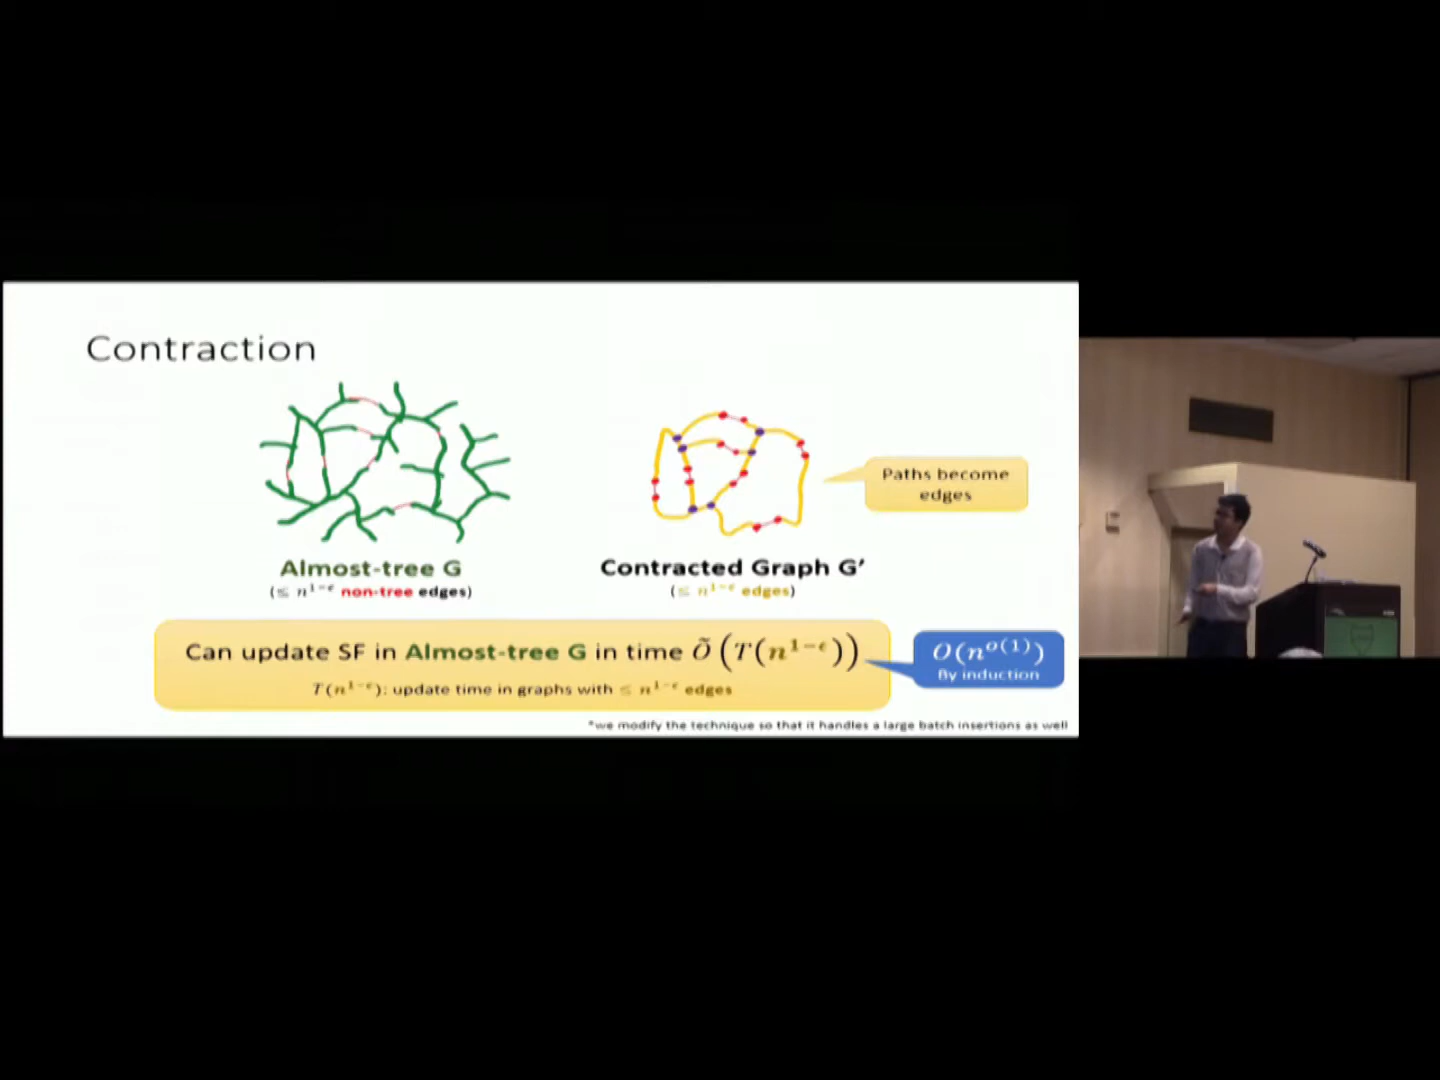 Contraction
Paths become
edges
Almost-tree G
(≤ n^{1−ϵ} non-tree edges)
Contracted Graph G'
(≤ n^{1−ϵ} edges)
Can update SF in Almost-tree G in time Õ(T(n^{1−ϵ}))
T(n^{1−ϵ}): update time in graphs with ≤ n^{1−ϵ} edges
O(n^{o(1)})
By induction
*we modify the technique so that it handles a large batch insertions as well